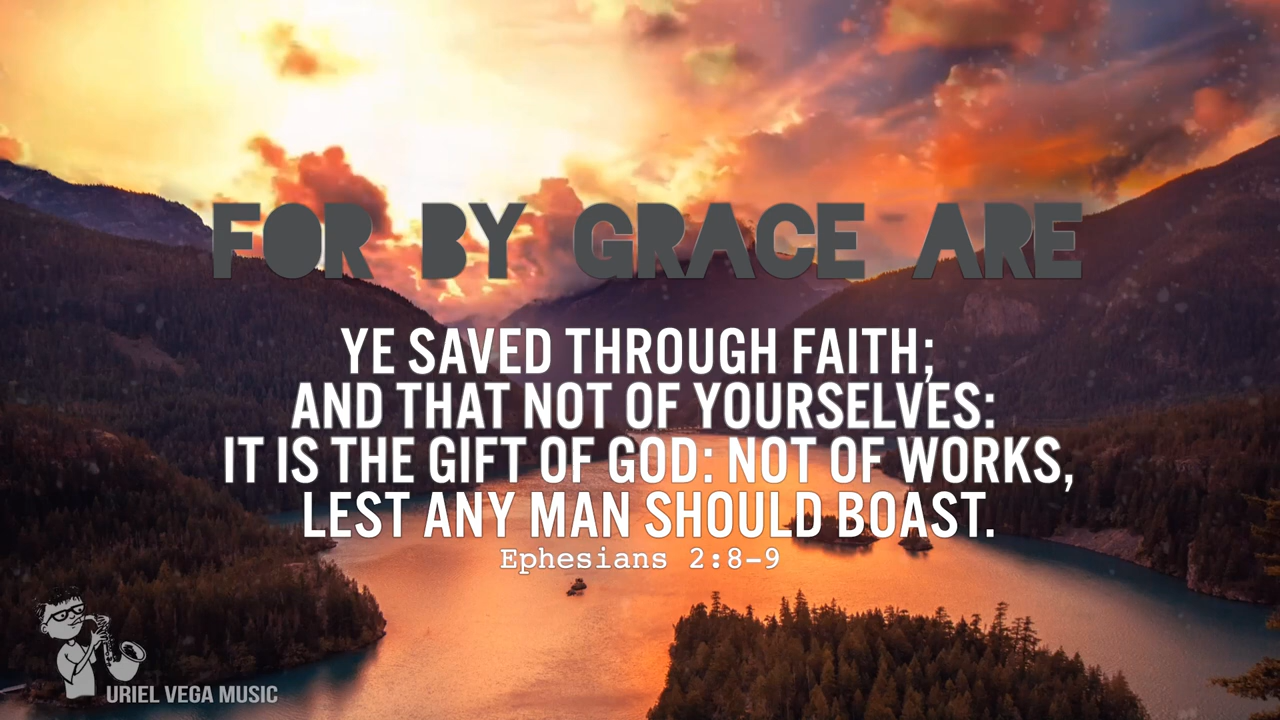 FOR BY GRACE ARE
YE SAVED THROUGH FAITH;
AND THAT NOT OF YOURSELVES:
IT IS THE GIFT OF GOD: NOT OF WORKS,
LEST ANY MAN SHOULD BOAST.
Ephesians 2:8-9
URIEL VEGA MUSIC